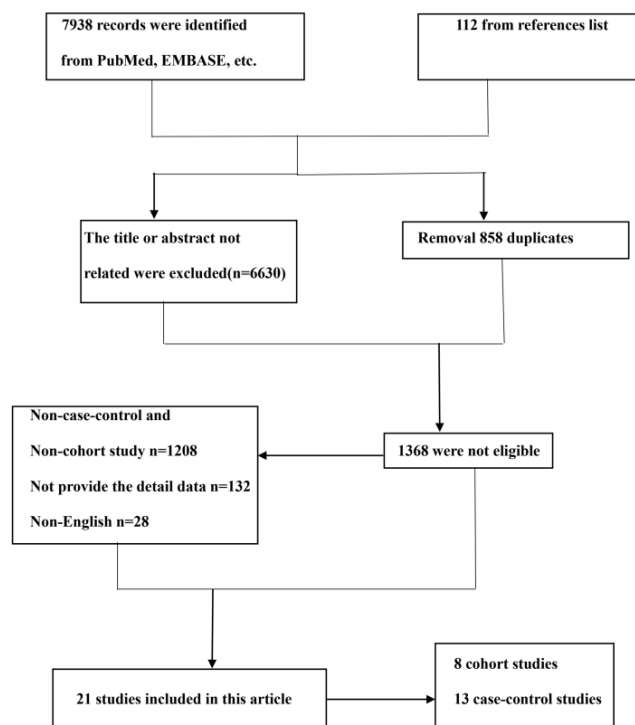 7938 records were identified
from PubMed, EMBASE, etc.
112 from references list
The title or abstract not
related were excluded(n=6630)
Removal 858 duplicates
Non-case-control and
Non-cohort study n=1208
Not provide the detail data n=132
Non-English n=28
1368 were not eligible
21 studies included in this article
8 cohort studies
13 case-control studies